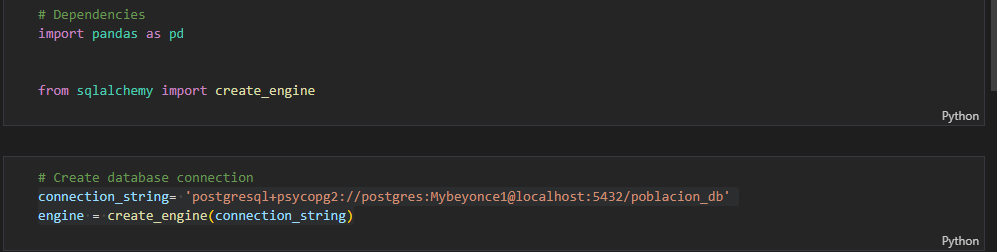 # Dependencies
import pandas as pd
from sqlalchemy import create_engine
Python
# Create database connection
connection_string= 'postgresql+psycopg2://postgres:Mybeyonce1@localhost:5432/poblacion_db'
engine = create_engine(connection_string)
Python